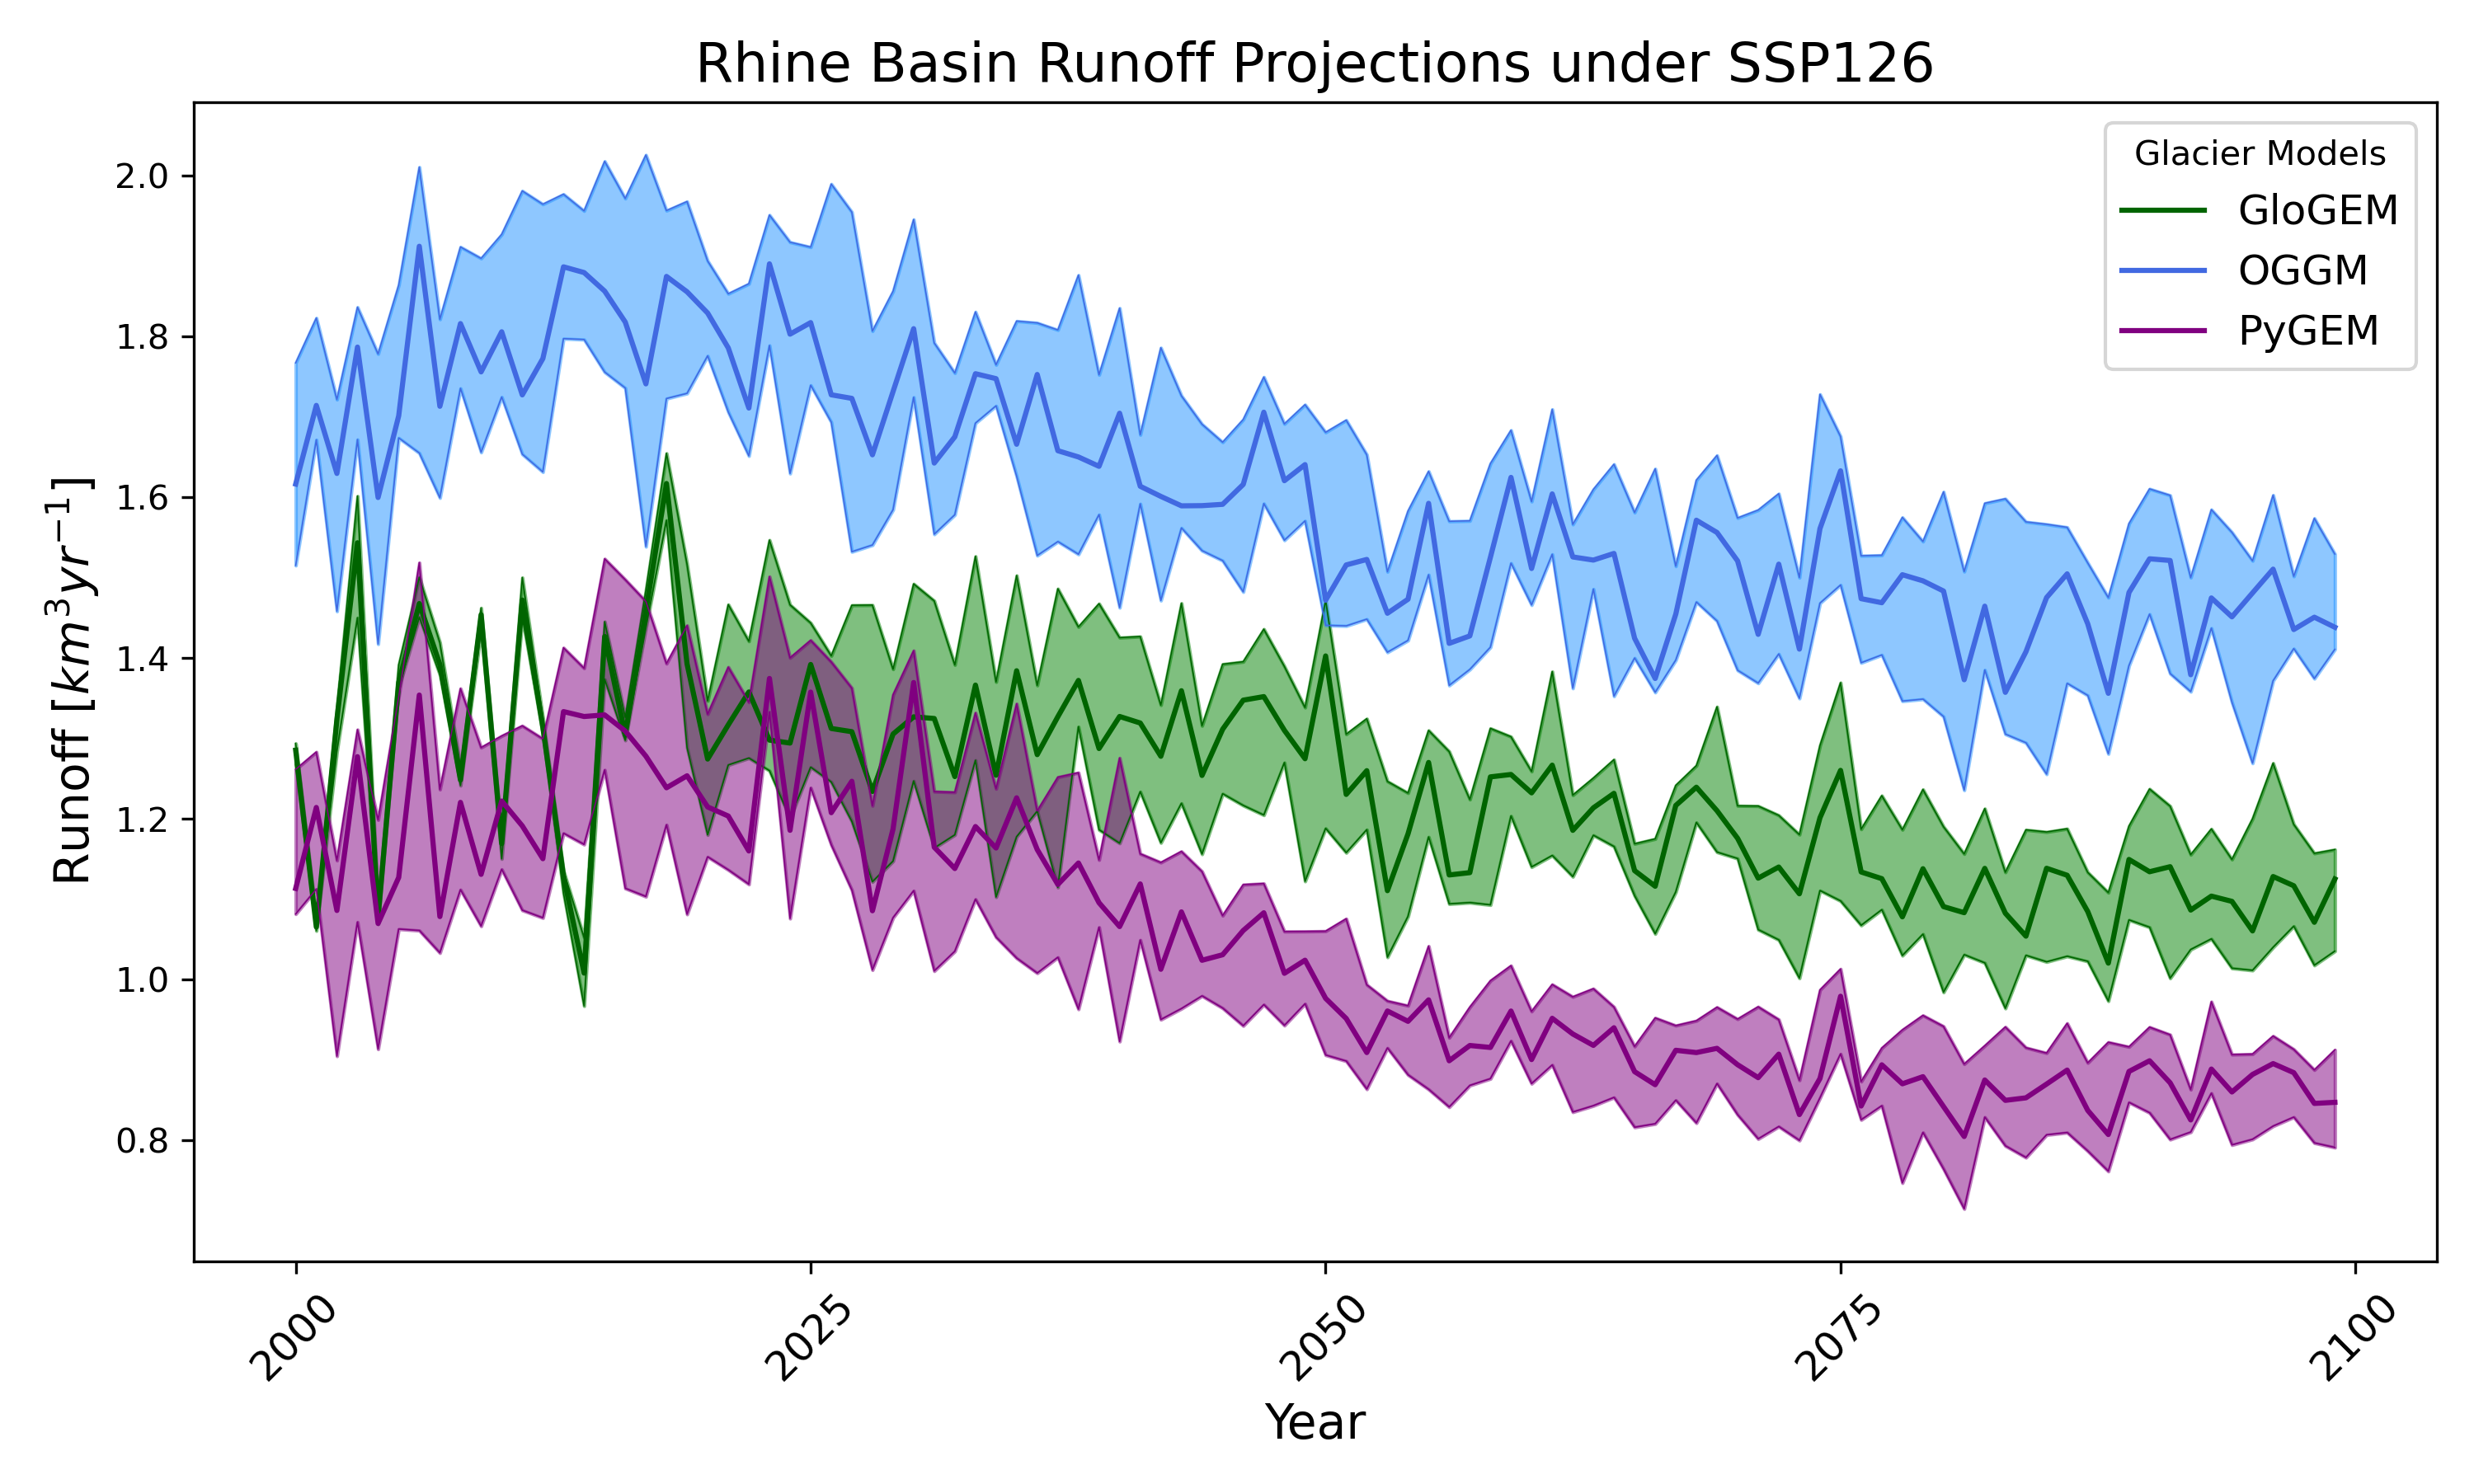 Rhine Basin Runoff Projections under SSP126
Glacier Models
GloGEM
OGGM
PyGEM
Runoff [km³yr⁻¹]
2.0
1.8
1.6
1.4
1.2
1.0
0.8
2000
2025
2050
2075
2100
Year